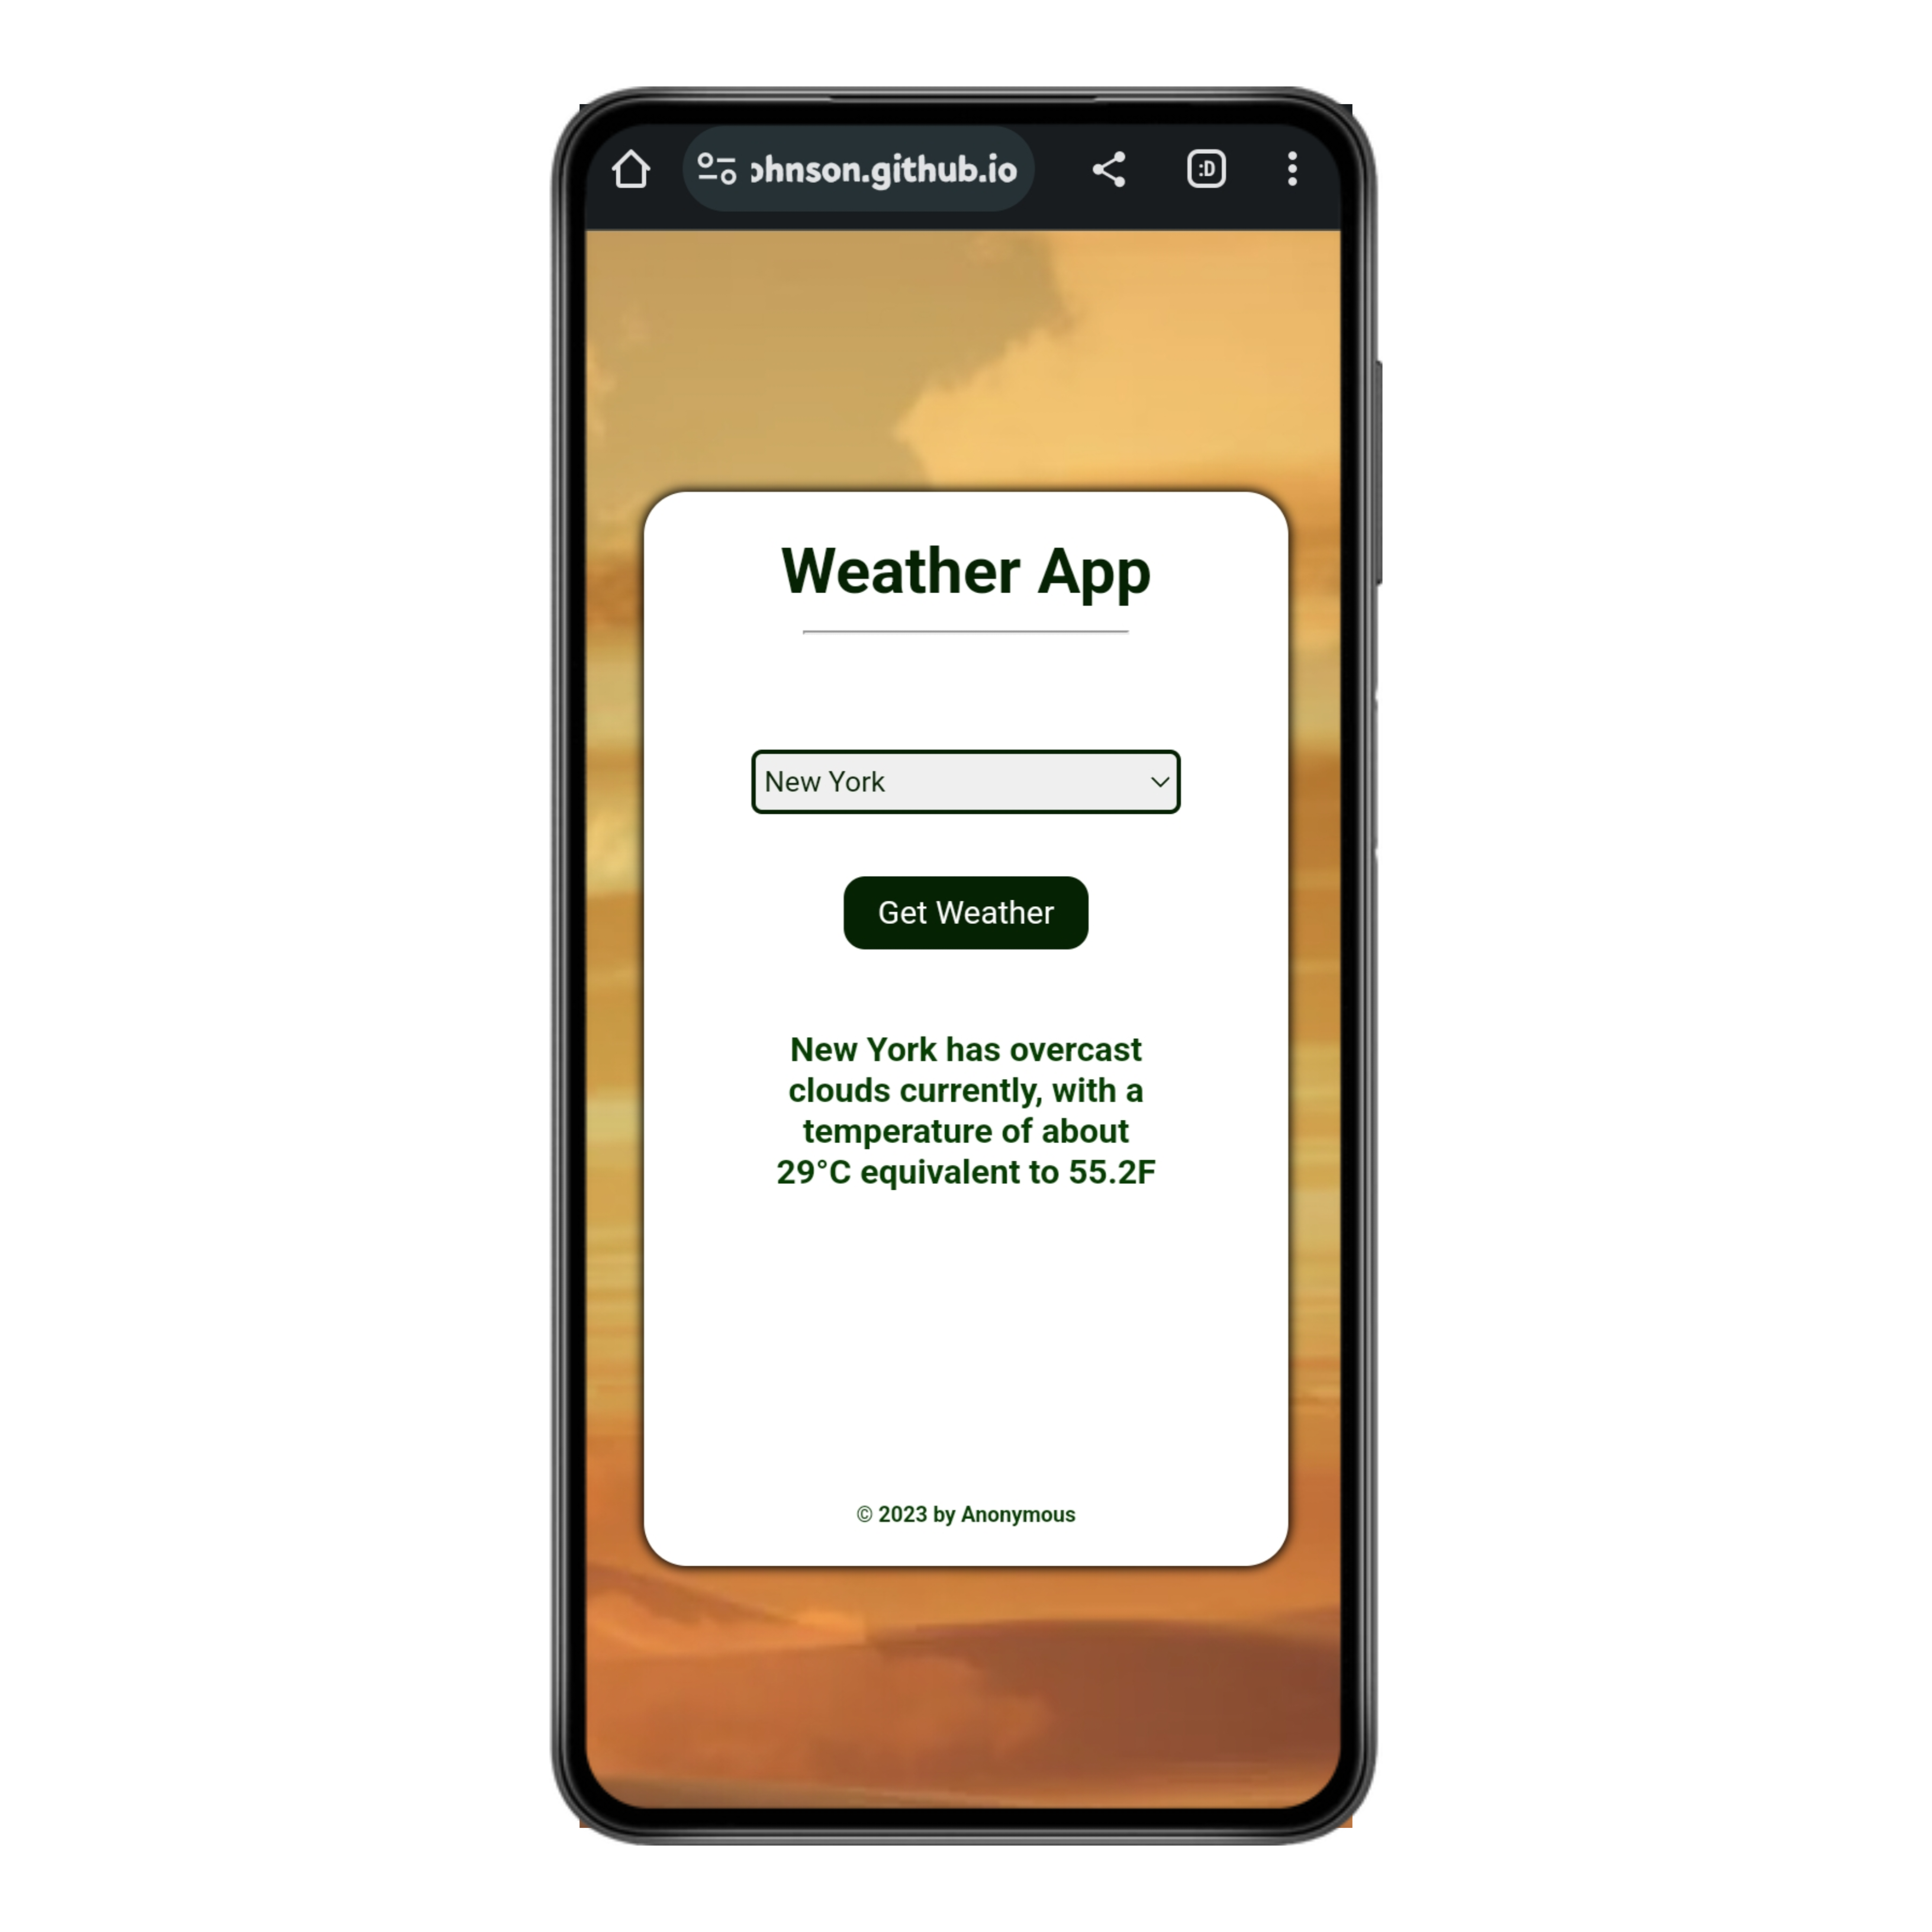 ohnson.github.io
:D
Weather App
New York
Get Weather
New York has overcast
clouds currently, with a
temperature of about
29°C equivalent to 55.2F
© 2023 by Anonymous